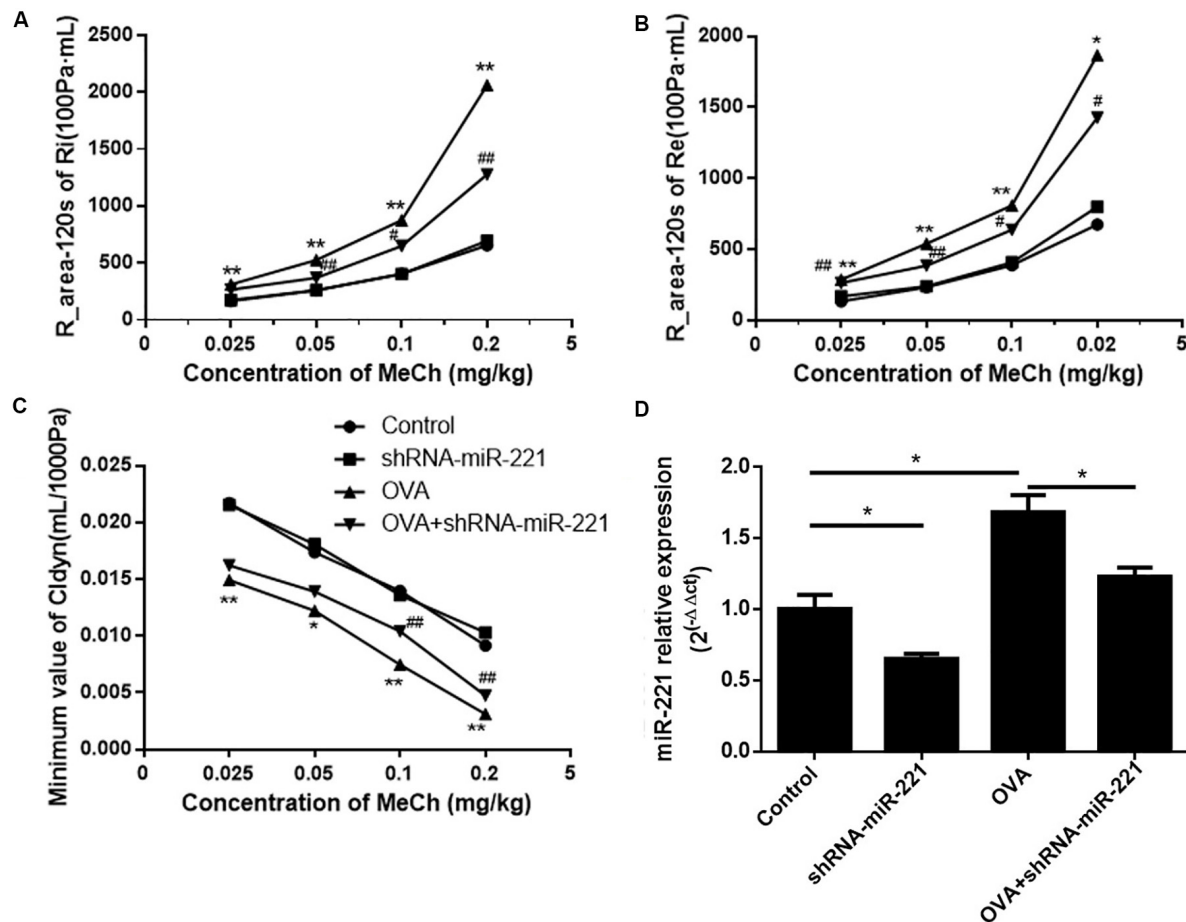 A
R_area-120s of Ri(100Pa·mL)
2500
2000
1500
1000
500
0
**
**
**
**
##
#
##
0 0.025 0.05 0.1 0.2 5
Concentration of MeCh (mg/kg)
B
R_area-120s of Re(100Pa·mL)
2000
1500
1000
500
0
*
#
**
#
**
##
## **
0 0.025 0.05 0.1 0.02 5
Concentration of MeCh (mg/kg)
C
Minimum value of Cldyn(mL/1000Pa)
0.025
0.020
0.015
0.010
0.005
0.000
Control
shRNA-miR-221
OVA
OVA+shRNA-miR-221
**
*
##
**
##
**
0 0.025 0.05 0.1 0.2 5
Concentration of MeCh (mg/kg)
D
miR-221 relative expression
(2^(-Δ Δct))
2.0
1.5
1.0
0.5
0.0
*
*
*
Control
shRNA-miR-221
OVA
OVA+shRNA-miR-221